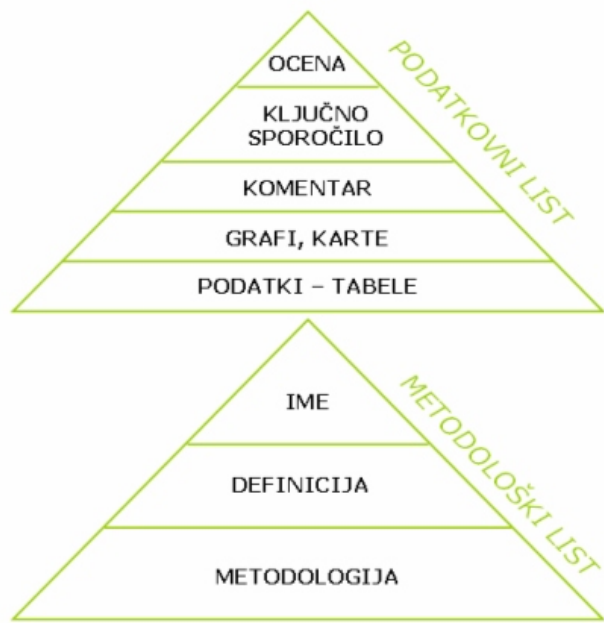 OCENA
KLJUČNO
SPOROČILO
KOMENTAR
GRAFI, KARTE
PODATKI – TABELE
PODATKOVNI LIST
IME
DEFINICIJA
METODOLOGIJA
METODOLOŠKI LIST